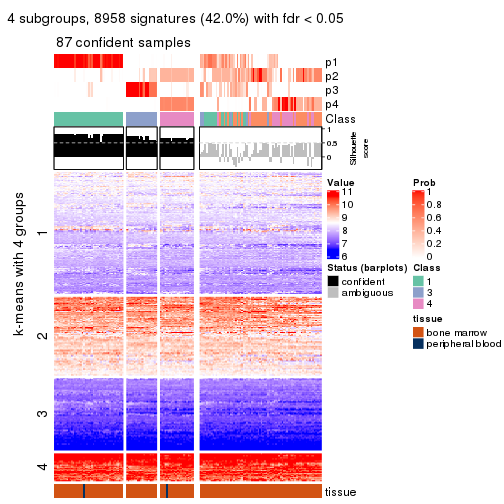 4 subgroups, 8958 signatures (42.0%) with fdr < 0.05
87 confident samples
p1
p2
p3
p4
Class
1
0.5
0
Silhouette
score
k-means with 4 groups
1
2
3
4
tissue
Value
11
10
9
8
7
6
Prob
1
0.8
0.6
0.4
0.2
0
Status (barplots)
confident
ambiguous
Class
1
3
4
tissue
bone marrow
peripheral blood